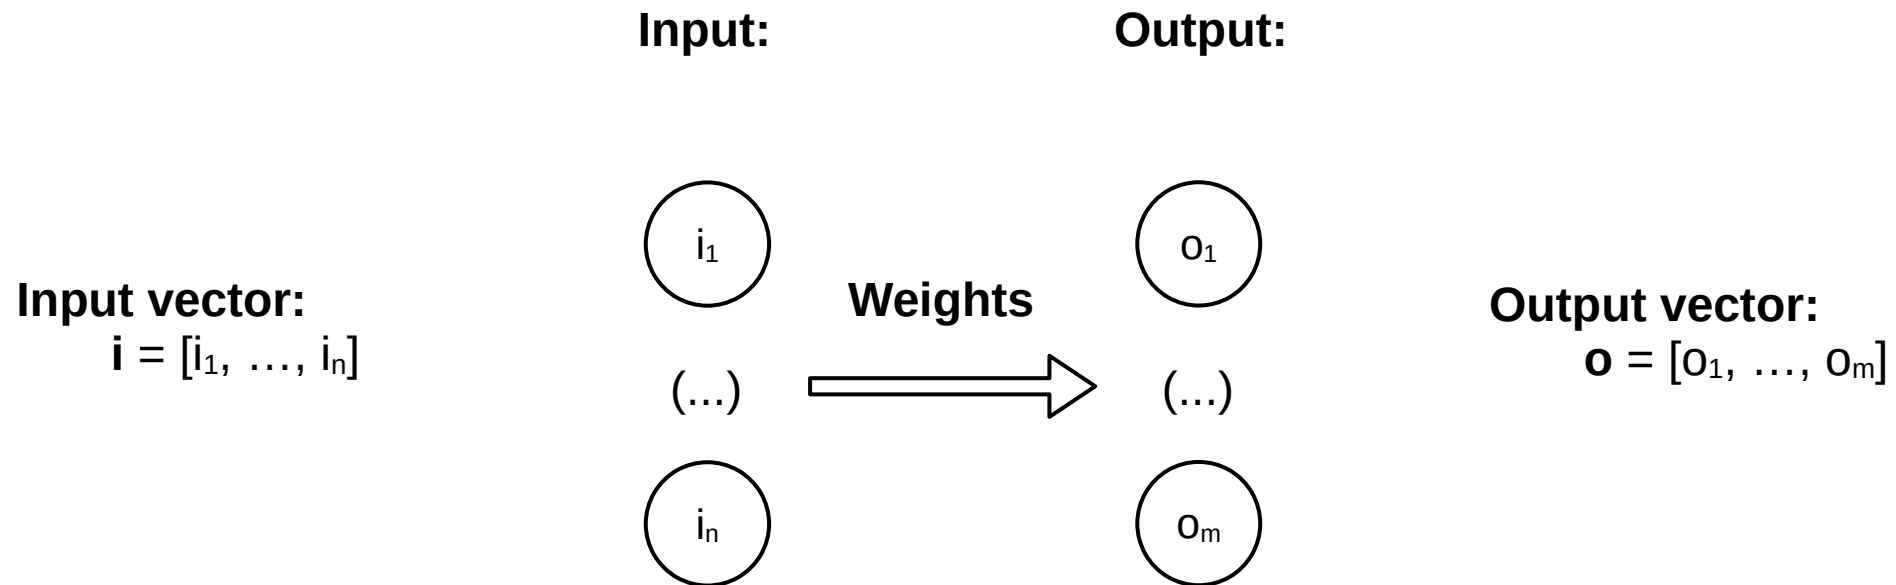 Input:
Output:
i₁
o₁
Input vector:
i = [i₁, …, iₙ]
Weights
Output vector:
o = [o₁, …, oₘ]
(...)
(...)
iₙ
oₘ